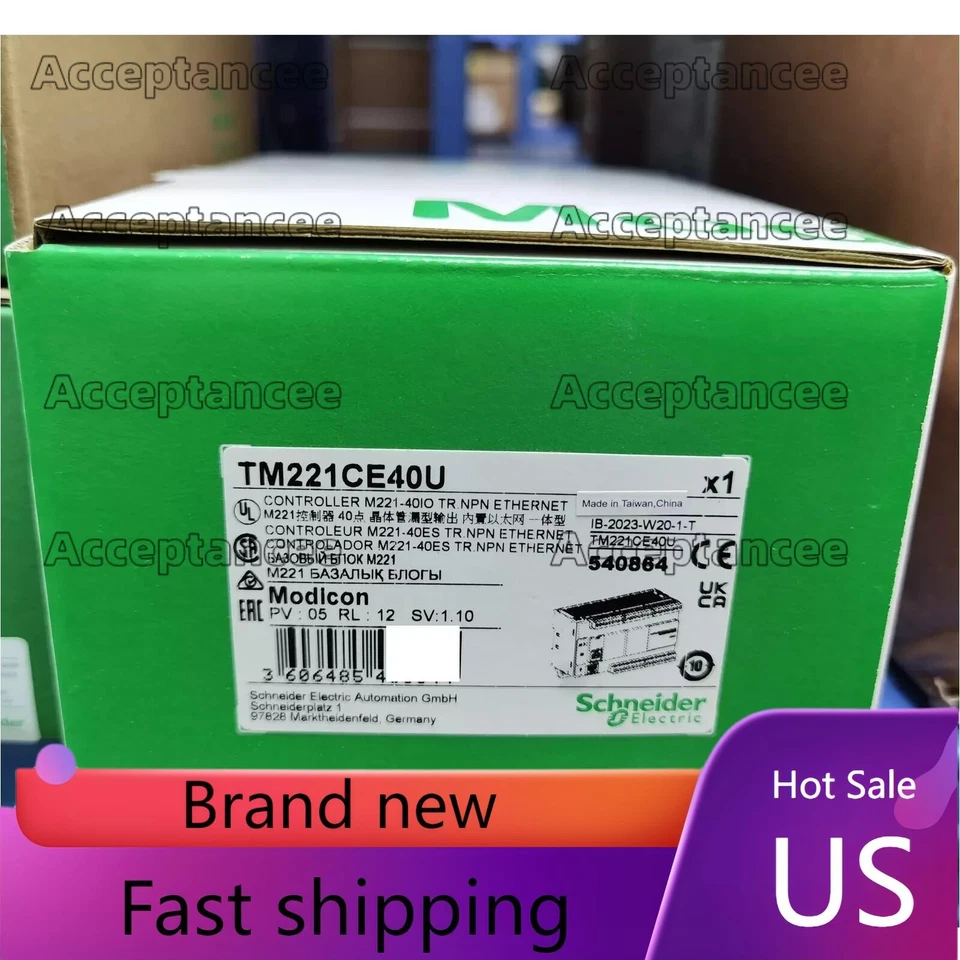 Acceptancee Acceptancee
Acceptancee Acceptancee
Acceptancee Acceptancee
TM221CE40U x1
CONTROLLER M221-40IO TR.NPN ETHERNET
Made in Taiwan,China
M221控制器 40点 晶体管漏型输出 内置以太网 一体型
IB-2023-W20-1-T
CONTROLEUR M221-40ES TR.NPN ETHERNET
TM221CE40U
Acceptancee Acceptancee
CONTROLADOR M221-40ES TR.NPN ETHERNET
БАЗОВЫЙ БЛОК M221
540864
CE
M221 БАЗАЛЫҚ БЛОГЫ
UL
EAC
UK
CA
Modicon
PV : 05 RL : 12 SV:1.10
3 606485
10
Schneider Electric Automation GmbH
Schneiderplatz 1
97828 Marktheidenfeld, Germany
Schneider
Electric
Brand new
Fast shipping
Hot Sale
US